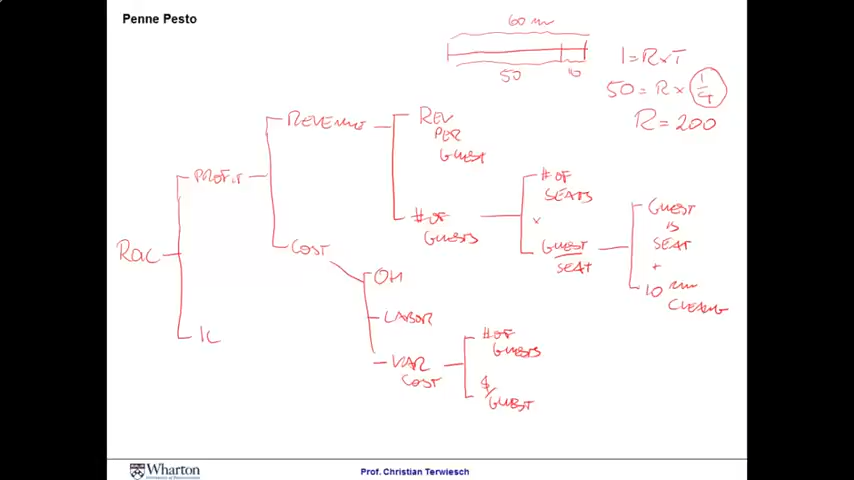 Penne Pesto
60 min
50
10
1 = R x T
50 = R x 1/4
R = 200
REVENUE
REV
PER
GUEST
PROFIT
# OF
GUESTS
# OF
SEATS
x
GUEST
SEAT
GUEST
IS
SEAT
+
10 min
CLEANING
ROIC
COST
OH
LABOR
VAR
COST
# OF
GUESTS
$/
GUEST
IC
Wharton
Prof. Christian Terwiesch